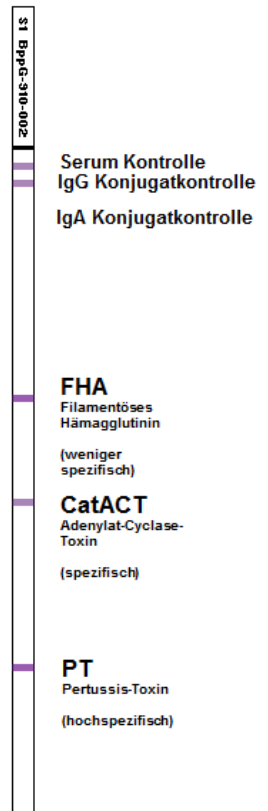 S1 BppG-310-002
Serum Kontrolle
IgG Konjugatkontrolle
IgA Konjugatkontrolle
FHA
Filamentöses
Hämagglutinin
(weniger
spezifisch)
CatACT
Adenylat-Cyclase-
Toxin
(spezifisch)
PT
Pertussis-Toxin
(hochspezifisch)